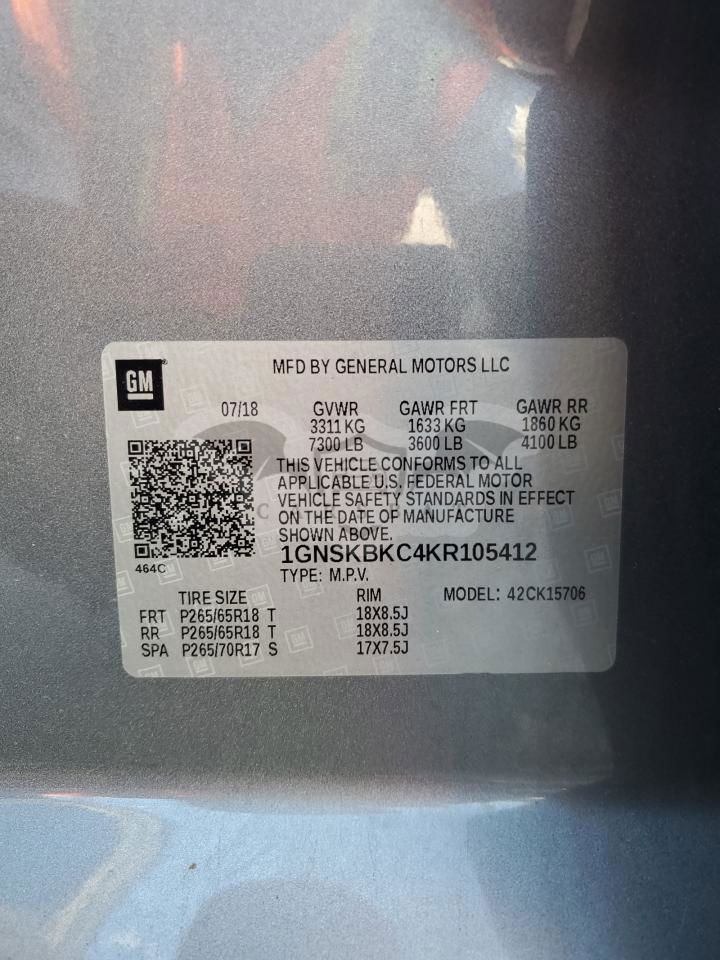 GM
MFD BY GENERAL MOTORS LLC
07/18 GVWR GAWR FRT GAWR RR
3311 KG 1633 KG 1860 KG
7300 LB 3600 LB 4100 LB
THIS VEHICLE CONFORMS TO ALL
APPLICABLE U.S. FEDERAL MOTOR
VEHICLE SAFETY STANDARDS IN EFFECT
ON THE DATE OF MANUFACTURE
SHOWN ABOVE.
1GNSKBKC4KR105412
464C
TYPE: M.P.V.
TIRE SIZE RIM MODEL: 42CK15706
FRT P265/65R18 T 18X8.5J
RR P265/65R18 T 18X8.5J
SPA P265/70R17 S 17X7.5J